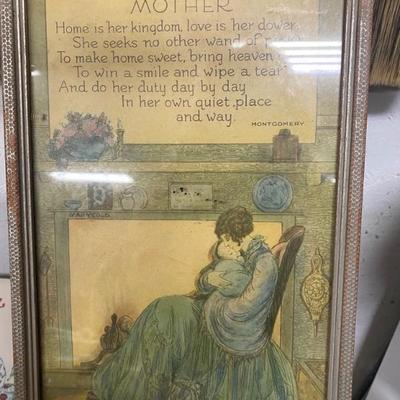 MOTHER
Home is her kingdom, love is her dower
She seeks no other wand of
To make home sweet, bring heaven
To win a smile and wipe a tear
And do her duty day by day
In her own quiet place
and way.
MONTGOMERY